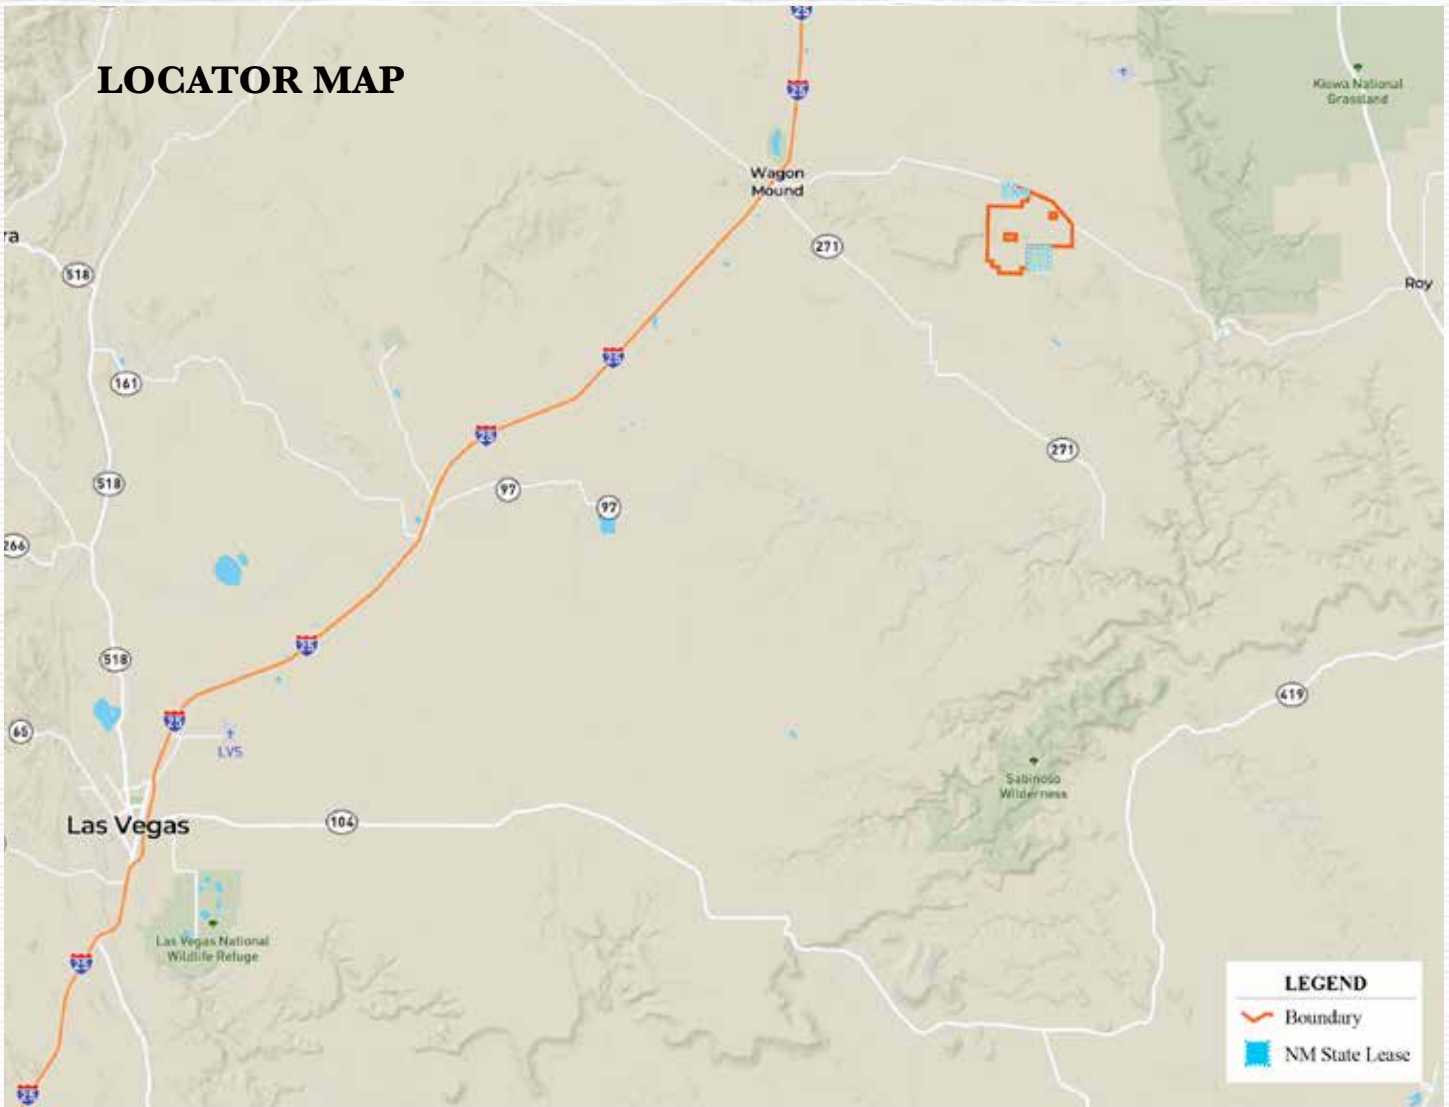 LOCATOR MAP
25
25
Kiowa National
Grassland
Wagon
Mound
ra
518
271
Roy
25
161
25
271
518
97
97
266
25
518
419
65
25
LVS
Sabinoso
Wilderness
Las Vegas
104
Las Vegas National
Wildlife Refuge
25
LEGEND
Boundary
NM State Lease
25